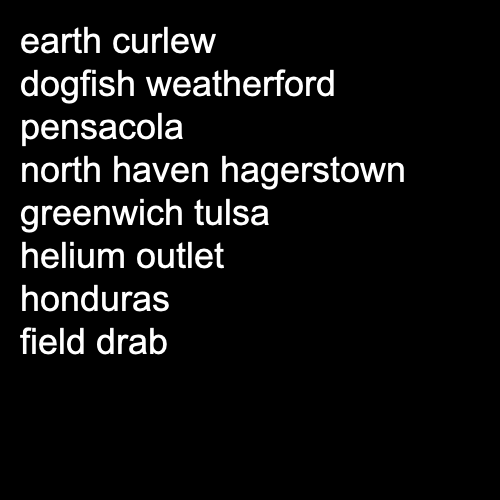 earth curlew
dogfish weatherford
pensacola
north haven hagerstown
greenwich tulsa
helium outlet
honduras
field drab